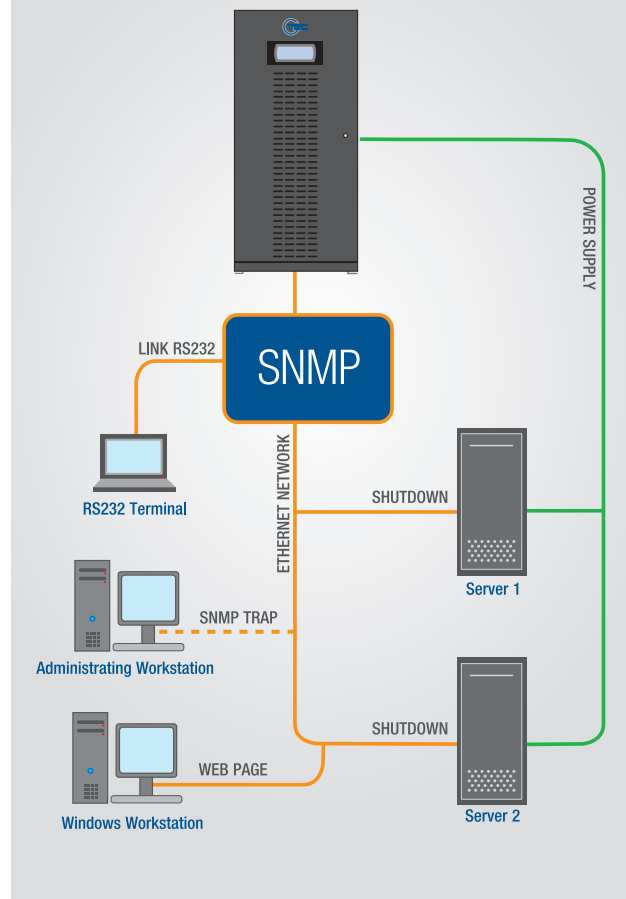 POWER SUPPLY
LINK RS232
SNMP
RS232 Terminal
ETHERNET NETWORK
SHUTDOWN
Server 1
SNMP TRAP
Administrating Workstation
SHUTDOWN
WEB PAGE
Server 2
Windows Workstation